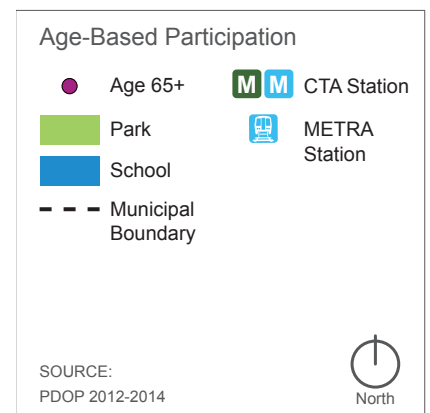 Age-Based Participation
Age 65+
Park
School
Municipal
Boundary
M M CTA Station
METRA
Station
SOURCE:
PDOP 2012-2014
North